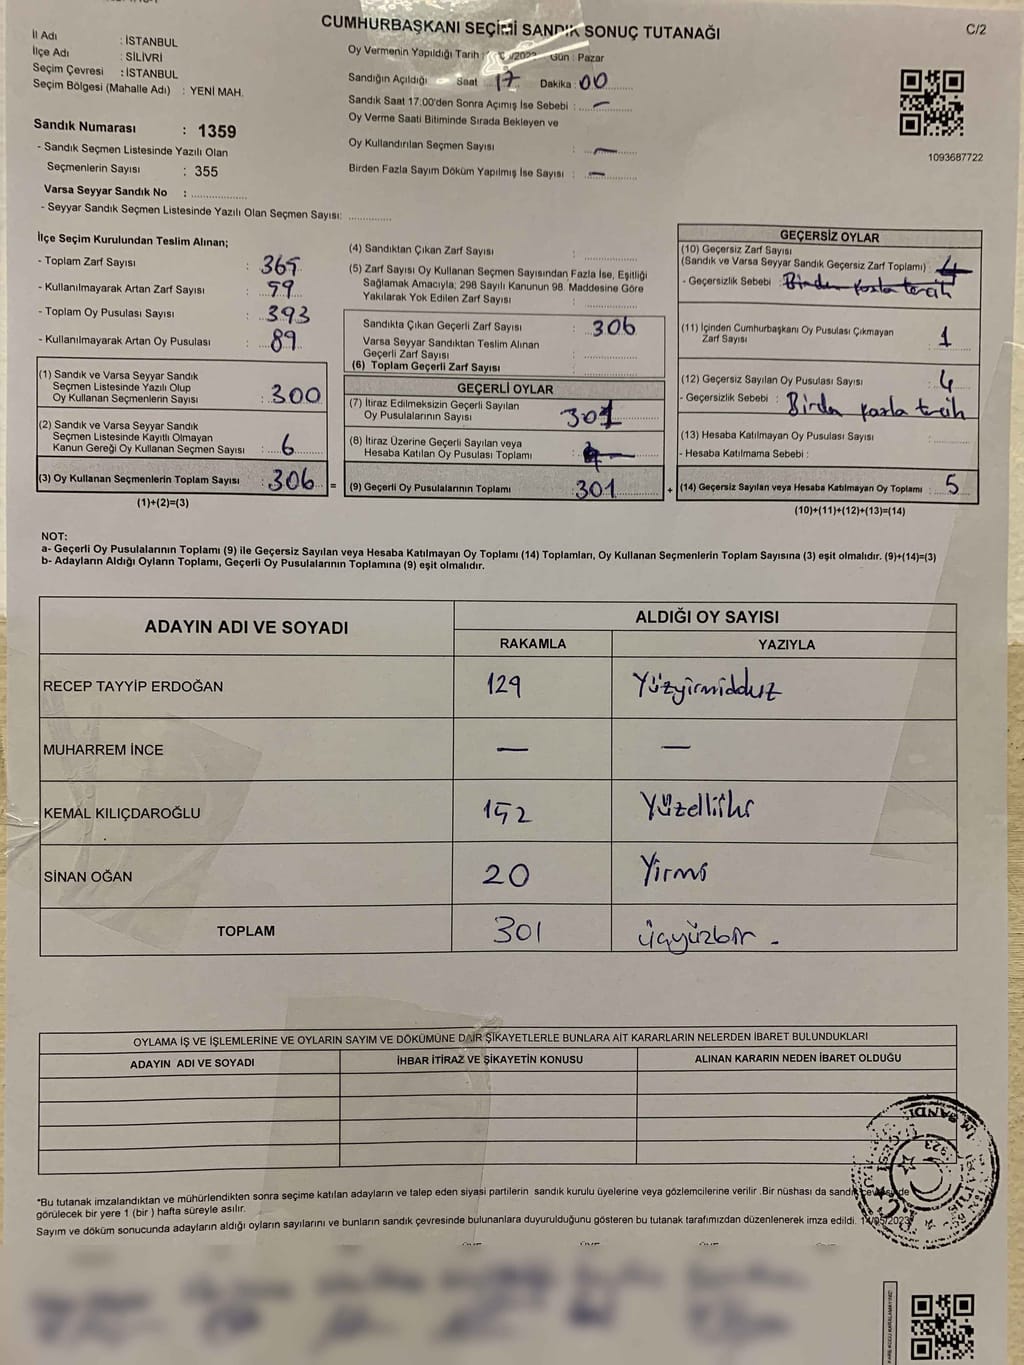 CUMHURBAŞKANI SEÇİMİ SANDIK SONUÇ TUTANAĞI
C/2
İl Adı : İSTANBUL
İlçe Adı : SİLİVRİ
Seçim Çevresi : İSTANBUL
Seçim Bölgesi (Mahalle Adı) : YENİ MAH.
Sandık Numarası : 1359
- Sandık Seçmen Listesinde Yazılı Olan
Seçmenlerin Sayısı : 355
Varsa Seyyar Sandık No : ..................
- Seyyar Sandık Seçmen Listesinde Yazılı Olan Seçmen Sayısı: ..............
Oy Vermenin Yapıldığı Tarih : /2023 Gün : Pazar
Sandığın Açıldığı Saat 17 Dakika : 00
Sandık Saat 17:00'den Sonra Açımış İse Sebebi : —
Oy Verme Saati Bitiminde Sırada Bekleyen ve
Oy Kullandırılan Seçmen Sayısı : —
Birden Fazla Sayım Döküm Yapılmış İse Sayısı : —
1093687722
İlçe Seçim Kurulundan Teslim Alınan;
- Toplam Zarf Sayısı : 365
- Kullanılmayarak Artan Zarf Sayısı : 59
- Toplam Oy Pusulası Sayısı : 393
- Kullanılmayarak Artan Oy Pusulası : 89
(1) Sandık ve Varsa Seyyar Sandık
Seçmen Listesinde Yazılı Olup
Oy Kullanan Seçmenlerin Sayısı : 300
(2) Sandık ve Varsa Seyyar Sandık
Seçmen Listesinde Kayıtlı Olmayan
Kanun Gereği Oy Kullanan Seçmen Sayısı : 6
(3) Oy Kullanan Seçmenlerin Toplam Sayısı : 306 =
(1)+(2)=(3)
(4) Sandıktan Çıkan Zarf Sayısı :
(5) Zarf Sayısı Oy Kullanan Seçmen Sayısından Fazla İse, Eşitliği
Sağlamak Amacıyla; 298 Sayılı Kanunun 98. Maddesine Göre
Yakılarak Yok Edilen Zarf Sayısı :
Sandıkta Çıkan Geçerli Zarf Sayısı : 306
Varsa Seyyar Sandıktan Teslim Alınan
Geçerli Zarf Sayısı :
(6) Toplam Geçerli Zarf Sayısı :
GEÇERLİ OYLAR
(7) İtiraz Edilmeksizin Geçerli Sayılan
Oy Pusulalarının Sayısı : 301
(8) İtiraz Üzerine Geçerli Sayılan veya
Hesaba Katılan Oy Pusulası Toplamı :
(9) Geçerli Oy Pusulalarının Toplamı : 301 +
GEÇERSİZ OYLAR
(10) Geçersiz Zarf Sayısı
(Sandık ve Varsa Seyyar Sandık Geçersiz Zarf Toplamı) : 4
- Geçersizlik Sebebi : Birden fazla tercih
(11) İçinden Cumhurbaşkanı Oy Pusulası Çıkmayan
Zarf Sayısı : 1
(12) Geçersiz Sayılan Oy Pusulası Sayısı : 4
- Geçersizlik Sebebi : Birden fazla tercih
(13) Hesaba Katılmayan Oy Pusulası Sayısı :
- Hesaba Katılmama Sebebi :
(14) Geçersiz Sayılan veya Hesaba Katılmayan Oy Toplamı : 5
(10)+(11)+(12)+(13)=(14)
NOT:
a- Geçerli Oy Pusulalarının Toplamı (9) ile Geçersiz Sayılan veya Hesaba Katılmayan Oy Toplamı (14) Toplamları, Oy Kullanan Seçmenlerin Toplam Sayısına (3) eşit olmalıdır. (9)+(14)=(3)
b- Adayların Aldığı Oyların Toplamı, Geçerli Oy Pusulalarının Toplamına (9) eşit olmalıdır.
ADAYIN ADI VE SOYADI
ALDIĞI OY SAYISI
RAKAMLA YAZIYLA
RECEP TAYYİP ERDOĞAN 129 Yüzyirmidokuz
MUHARREM İNCE — —
KEMAL KILIÇDAROĞLU 152 Yüzelliiki
SİNAN OĞAN 20 Yirmi
TOPLAM 301 üçyüzbir.
OYLAMA İŞ VE İŞLEMLERİNE VE OYLARIN SAYIM VE DÖKÜMÜNE DAİR ŞİKAYETLERLE BUNLARA AİT KARARLARIN NELERDEN İBARET BULUNDUKLARI
ADAYIN ADI VE SOYADI İHBAR İTİRAZ VE ŞİKAYETİN KONUSU ALINAN KARARIN NEDEN İBARET OLDUĞU
*Bu tutanak imzalandıktan ve mühürlendikten sonra seçime katılan adayların ve talep eden siyasi partilerin sandık kurulu üyelerine veya gözlemcilerine verilir .Bir nüshası da sandık çevresinde
görülecek bir yere 1 (bir ) hafta süreyle asılır.
Sayım ve döküm sonucunda adayların aldığı oyların sayılarını ve bunların sandık çevresinde bulunanlara duyurulduğunu gösteren bu tutanak tarafımızdan düzenlenerek imza edildi. 14/05/2023